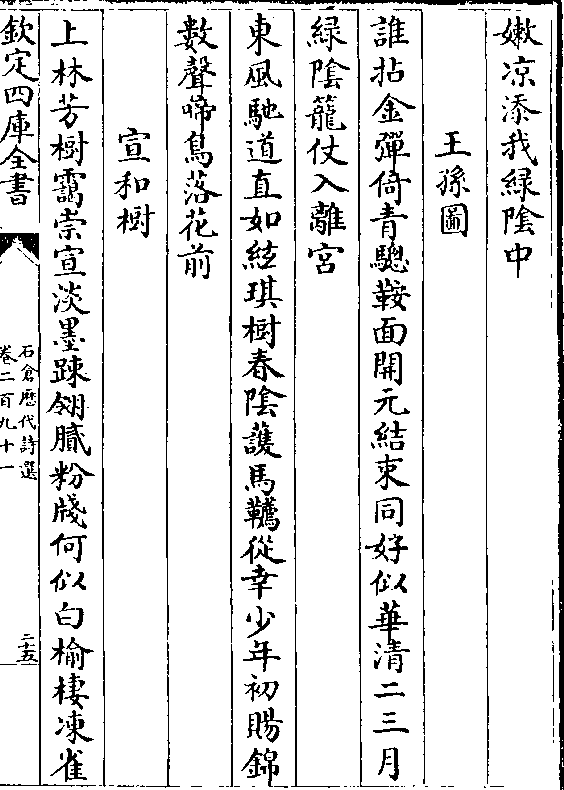 嫰凉添我緑隂中
王孫圖
誰拈金彈倚青驄鞍面開元結束同好似華清二三月
緑隂籠仗入離宫
東風馳道直如絃琪樹春隂䕶馬韉從幸少年初賜錦
數聲啼鳥落花前
宣和樹
上林芳樹靄崇宣淡墨踈翎膩粉牋何似白榆棲凍雀
欽定四庫全書
石倉歷代詩選
卷二百九十一
二十五